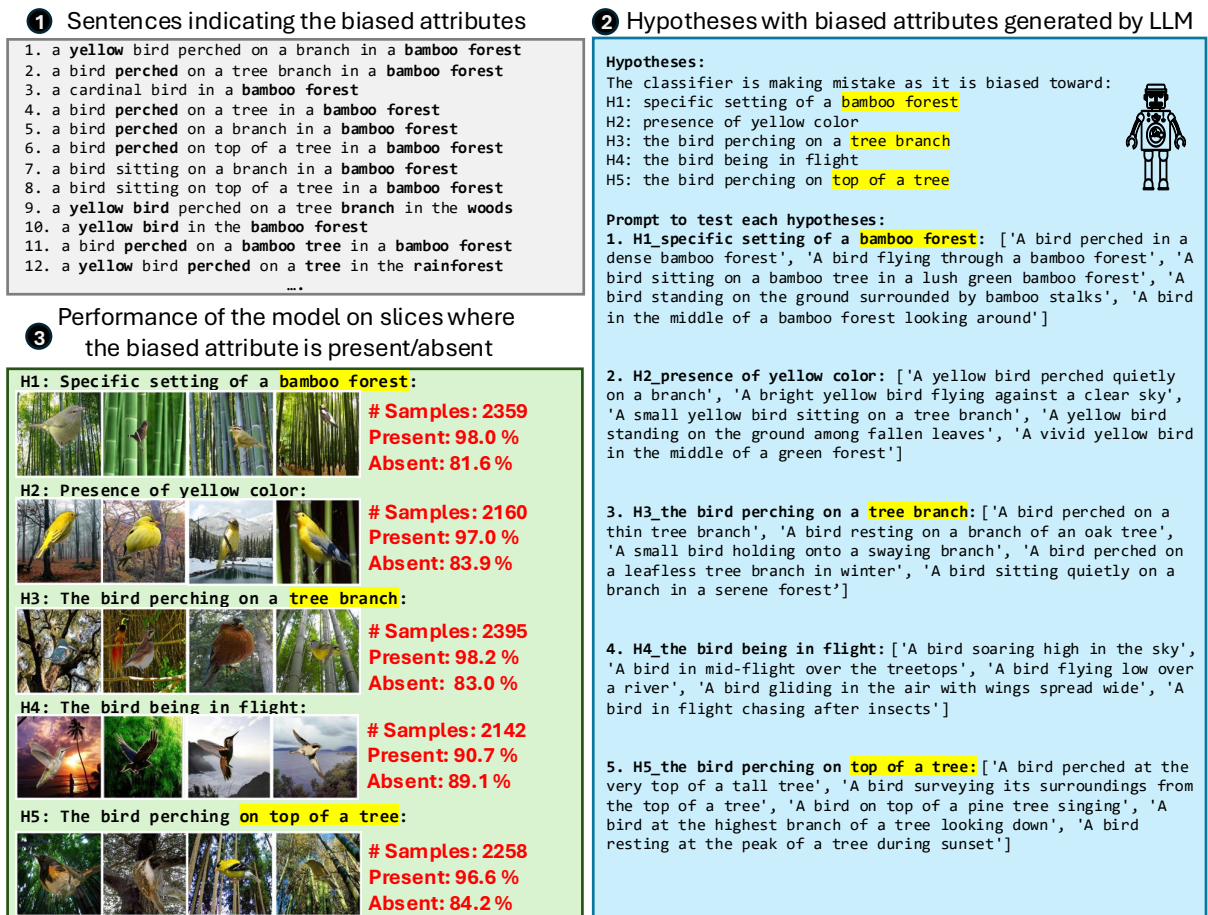 1 Sentences indicating the biased attributes
1. a yellow bird perched on a branch in a bamboo forest
2. a bird perched on a tree branch in a bamboo forest
3. a cardinal bird in a bamboo forest
4. a bird perched on a tree in a bamboo forest
5. a bird perched on a branch in a bamboo forest
6. a bird perched on top of a tree in a bamboo forest
7. a bird sitting on a branch in a bamboo forest
8. a bird sitting on top of a tree in a bamboo forest
9. a yellow bird perched on a tree branch in the woods
10. a yellow bird in the bamboo forest
11. a bird perched on a bamboo tree in a bamboo forest
12. a yellow bird perched on a tree in the rainforest
….
3 Performance of the model on slices where
the biased attribute is present/absent
H1: Specific setting of a bamboo forest:
# Samples: 2359
Present: 98.0 %
Absent: 81.6 %
H2: Presence of yellow color:
# Samples: 2160
Present: 97.0 %
Absent: 83.9 %
H3: The bird perching on a tree branch:
# Samples: 2395
Present: 98.2 %
Absent: 83.0 %
H4: The bird being in flight:
# Samples: 2142
Present: 90.7 %
Absent: 89.1 %
H5: The bird perching on top of a tree:
# Samples: 2258
Present: 96.6 %
Absent: 84.2 %
2 Hypotheses with biased attributes generated by LLM
Hypotheses:
The classifier is making mistake as it is biased toward:
H1: specific setting of a bamboo forest
H2: presence of yellow color
H3: the bird perching on a tree branch
H4: the bird being in flight
H5: the bird perching on top of a tree
Prompt to test each hypotheses:
1. H1_specific setting of a bamboo forest: ['A bird perched in a
dense bamboo forest', 'A bird flying through a bamboo forest', 'A
bird sitting on a bamboo tree in a lush green bamboo forest', 'A
bird standing on the ground surrounded by bamboo stalks', 'A bird
in the middle of a bamboo forest looking around']
2. H2_presence of yellow color: ['A yellow bird perched quietly
on a branch', 'A bright yellow bird flying against a clear sky',
'A small yellow bird sitting on a tree branch', 'A yellow bird
standing on the ground among fallen leaves', 'A vivid yellow bird
in the middle of a green forest']
3. H3_the bird perching on a tree branch: ['A bird perched on a
thin tree branch', 'A bird resting on a branch of an oak tree',
'A small bird holding onto a swaying branch', 'A bird perched on
a leafless tree branch in winter', 'A bird sitting quietly on a
branch in a serene forest’]
4. H4_the bird being in flight: ['A bird soaring high in the sky',
'A bird in mid-flight over the treetops', 'A bird flying low over
a river', 'A bird gliding in the air with wings spread wide', 'A
bird in flight chasing after insects']
5. H5_the bird perching on top of a tree: ['A bird perched at the
very top of a tall tree', 'A bird surveying its surroundings from
the top of a tree', 'A bird on top of a pine tree singing', 'A
bird at the highest branch of a tree looking down', 'A bird
resting at the peak of a tree during sunset']